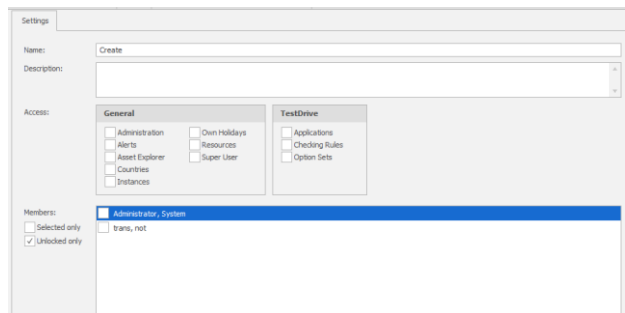 Settings
Name:
Create
Description:
Access:
General
TestDrive
Administration
Own Holidays
Applications
Alerts
Resources
Checking Rules
Asset Explorer
Super User
Option Sets
Countries
Instances
Members:
Administrator, System
Selected only
trans, not
Unlocked only